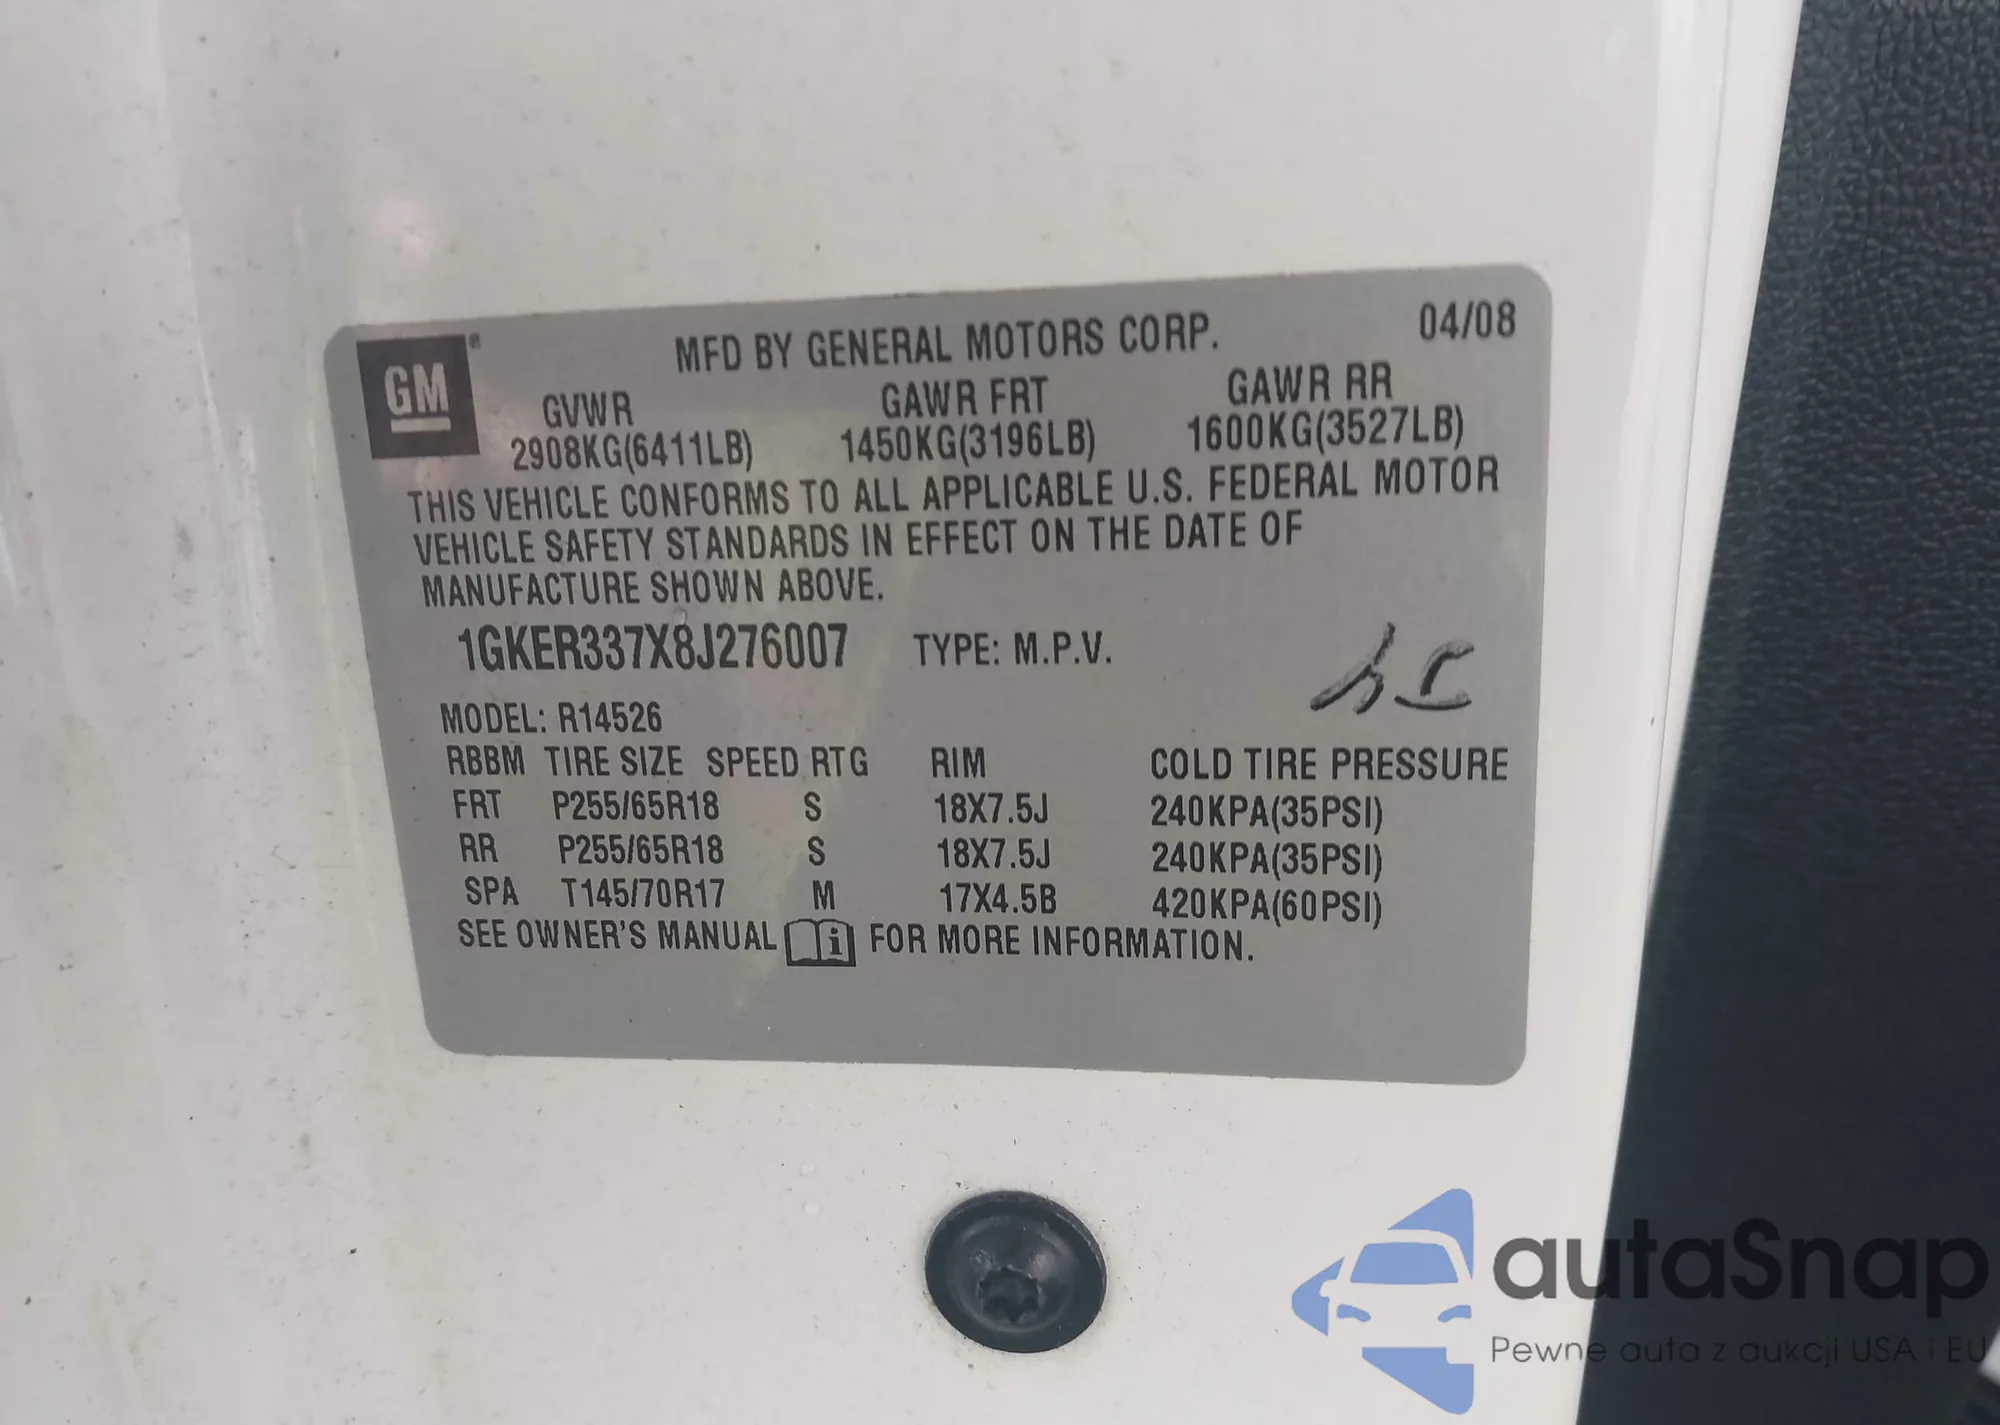 GM
MFD BY GENERAL MOTORS CORP. 04/08
GVWR GAWR FRT GAWR RR
2908KG(6411LB) 1450KG(3196LB) 1600KG(3527LB)
THIS VEHICLE CONFORMS TO ALL APPLICABLE U.S. FEDERAL MOTOR
VEHICLE SAFETY STANDARDS IN EFFECT ON THE DATE OF
MANUFACTURE SHOWN ABOVE.
1GKER337X8J276007 TYPE: M.P.V.
MODEL: R14526
RBBM TIRE SIZE SPEED RTG RIM COLD TIRE PRESSURE
FRT P255/65R18 S 18X7.5J 240KPA(35PSI)
RR P255/65R18 S 18X7.5J 240KPA(35PSI)
SPA T145/70R17 M 17X4.5B 420KPA(60PSI)
SEE OWNER'S MANUAL i FOR MORE INFORMATION.
autaSnap
Pewne auta z aukcji USA i EU